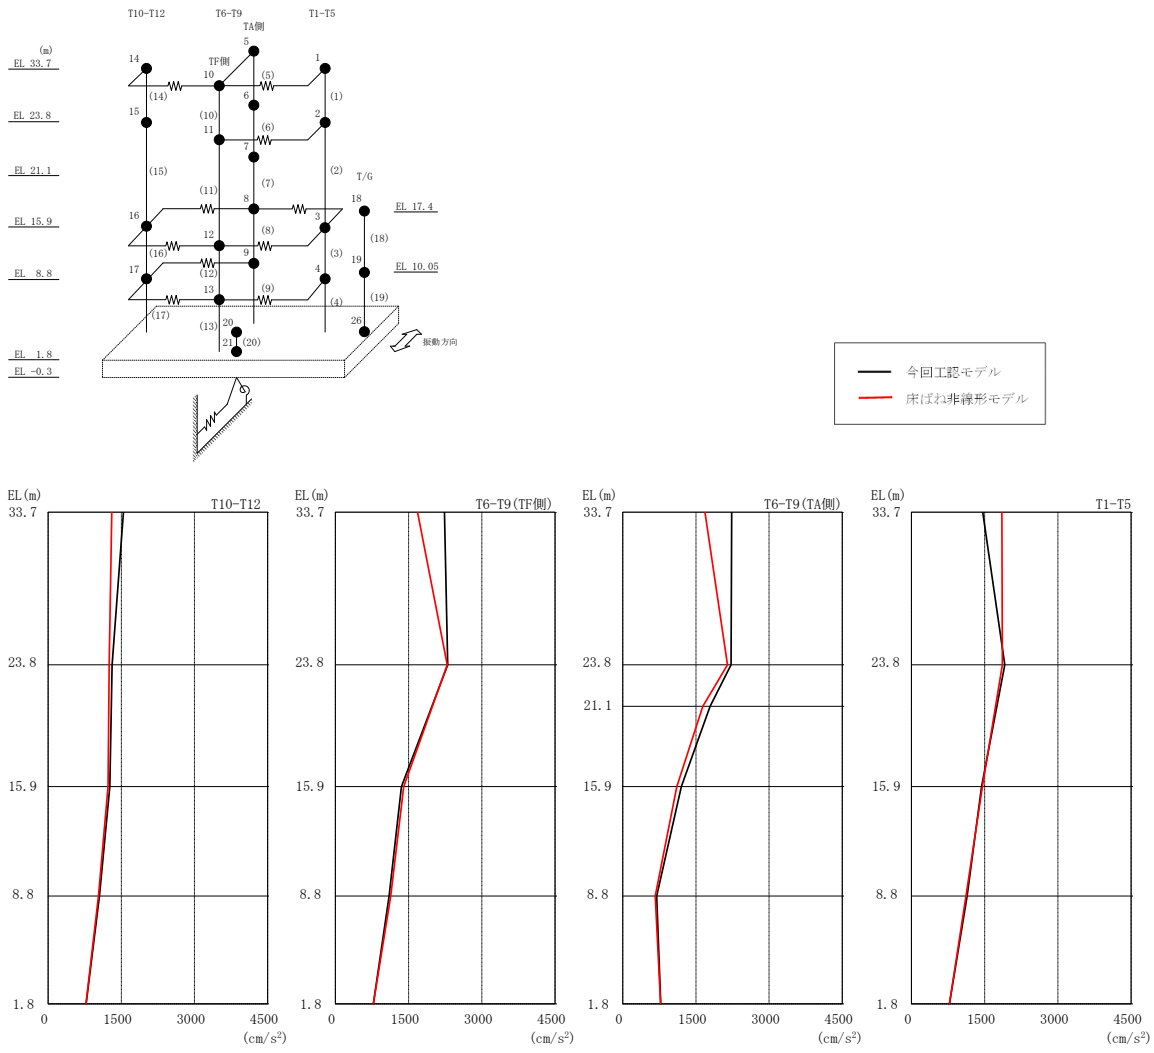 T10-T12 T6-T9 T1-T5
TA側
5
(m)
EL 33.7 14 TF側 1
10 (5)
(14) 6 (1)
EL 23.8 15 (10) 2
11 (6)
7
EL 21.1 (15) (2)
(7) T/G
(11)
8 18 EL 17.4
EL 15.9 16 3
12 (8) (18)
(16) 9 (3)
EL 8.8 17 (12) 4 19 EL 10.05
13 (9)
(4) (19)
(17) (13) 20 26
21 (20) 振動方向
EL 1.8
EL -0.3
今回工認モデル
床ばね非線形モデル
EL(m) T10-T12
33.7
23.8
15.9
8.8
1.8
0 1500 3000 4500
(cm/s²)
EL(m) T6-T9(TF側)
33.7
23.8
15.9
8.8
1.8
0 1500 3000 4500
(cm/s²)
EL(m) T6-T9(TA側)
33.7
23.8
21.1
15.9
8.8
1.8
0 1500 3000 4500
(cm/s²)
EL(m) T1-T5
33.7
23.8
15.9
8.8
1.8
0 1500 3000 4500
(cm/s²)